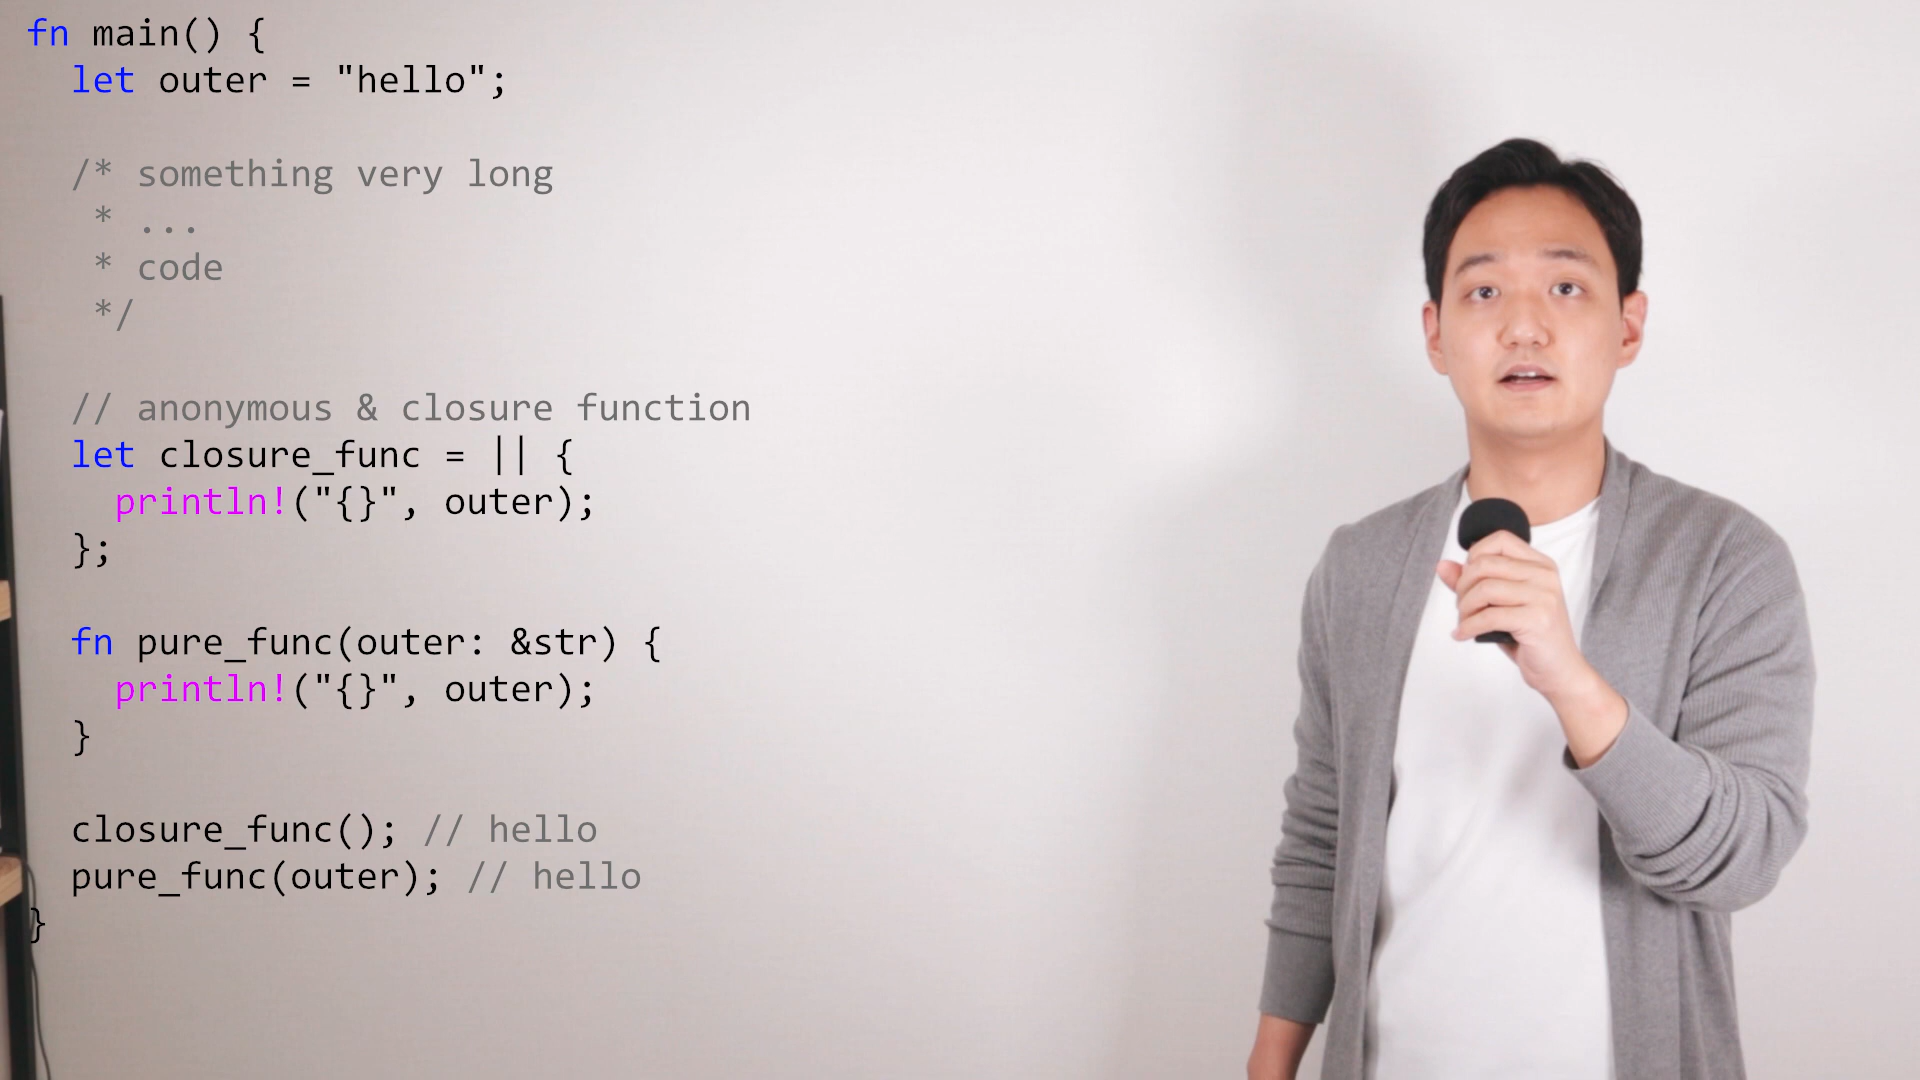 fn main() {
  let outer = "hello";

  /* something very long
   * ...
   * code
   */

  // anonymous & closure function
  let closure_func = || {
    println!("{}", outer);
  };

  fn pure_func(outer: &str) {
    println!("{}", outer);
  }

  closure_func(); // hello
  pure_func(outer); // hello
}